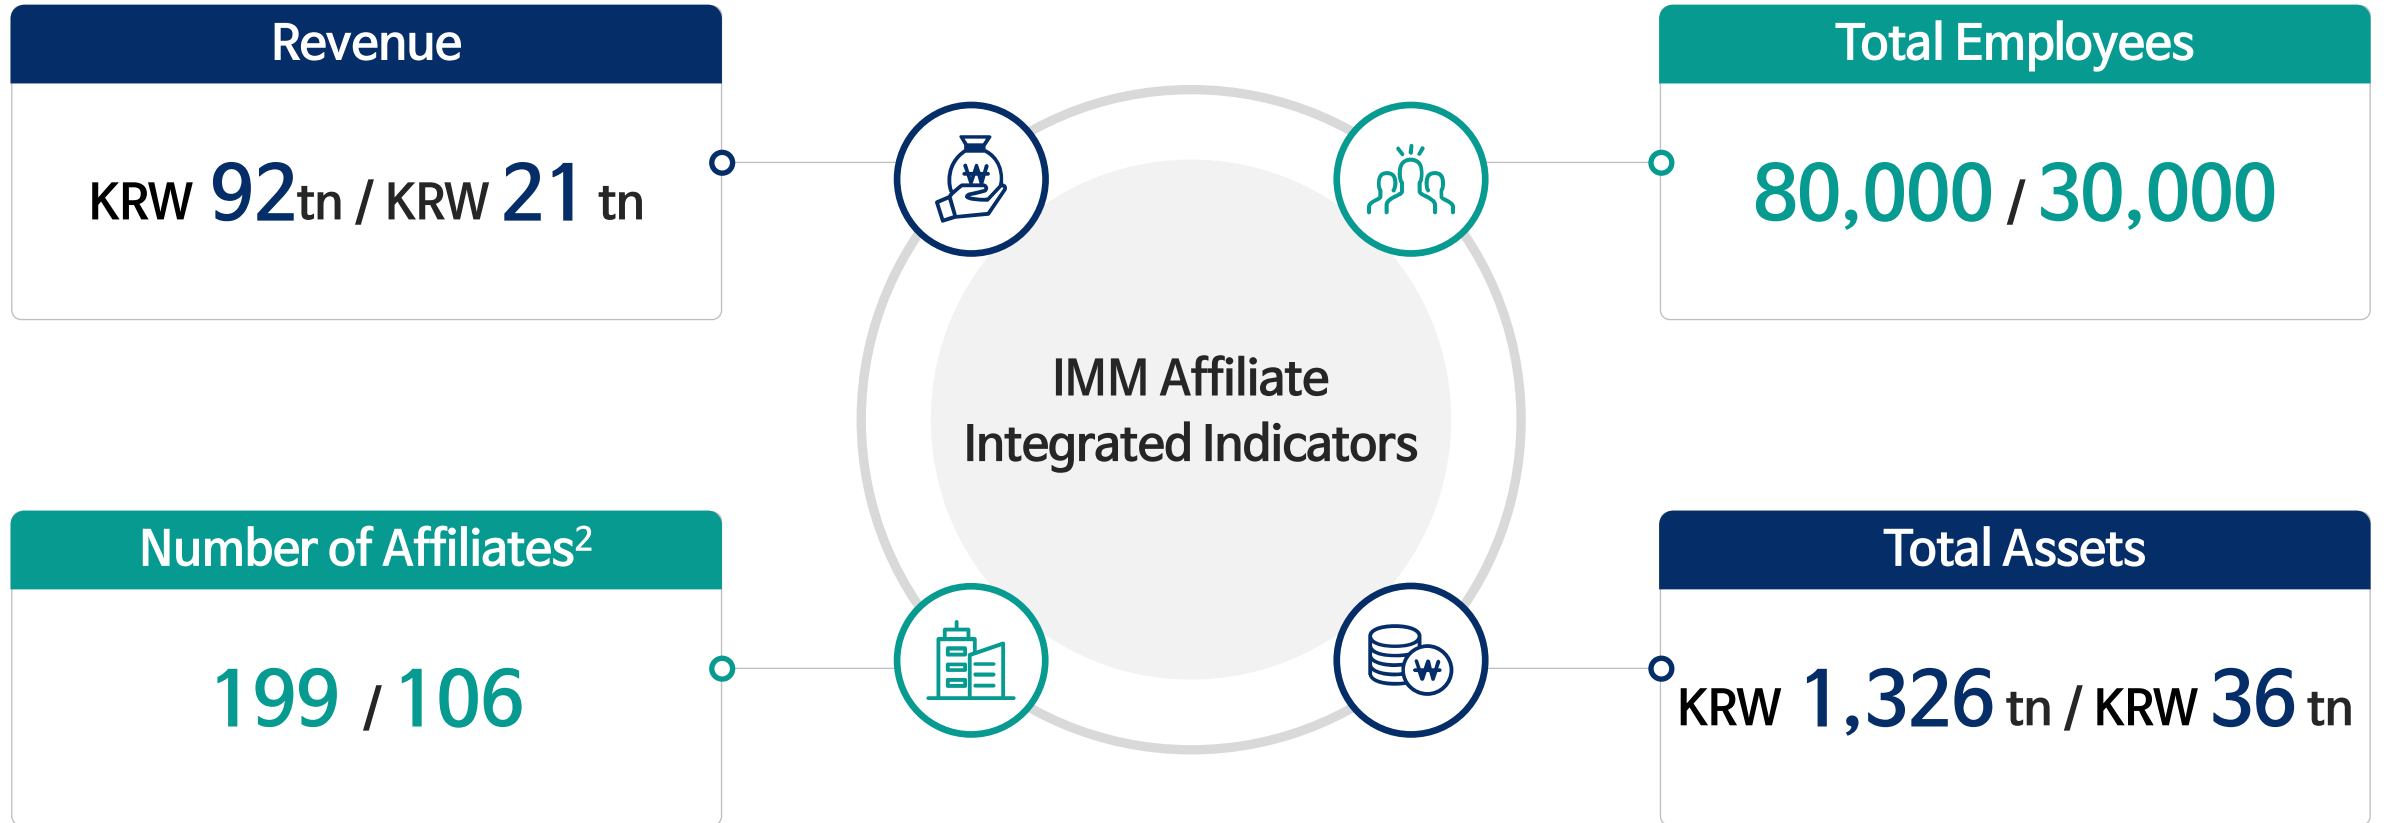 Revenue
KRW 92tn / KRW 21 tn
Total Employees
80,000 / 30,000
IMM Affiliate
Integrated Indicators
Number of Affiliates²
199 / 106
Total Assets
KRW 1,326 tn / KRW 36 tn